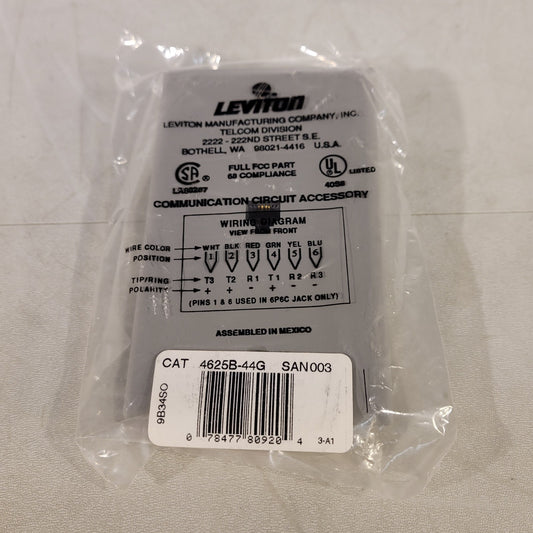 LEVITON
LEVITON MANUFACTURING COMPANY, INC.
TELCOM DIVISION
2222 - 222ND STREET S.E.
BOTHELL, WA 98021-4416 U.S.A.
FULL FCC PART
68 COMPLIANCE
UL LISTED
COMMUNICATION CIRCUIT ACCESSORY
WIRING DIAGRAM
VIEW FROM FRONT
WIRE COLOR WHT BLK RED GRN YEL BLU
POSITION 1 2 3 4 5 6
TIP/RING T3 T2 R1 T1 R2 R3
POLARITY + + - + - -
(PINS 1 & 6 USED IN 6P6C JACK ONLY)
ASSEMBLED IN MEXICO
CAT 4625B-44G SAN003
9B34SO
0 78477 80920 4 3-A1